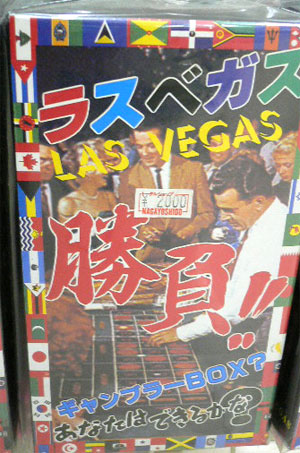 ラスベガス
LAS VEGAS
¥ 2000
NAGAYOSHIDO
勝負!!
ギャンブラーBOX?
あなたはできるかな?